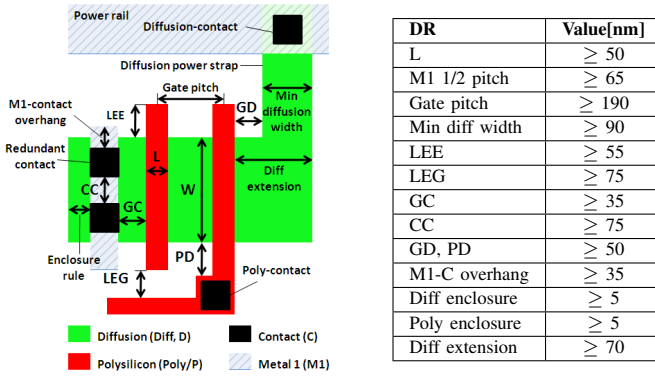 Power rail
Diffusion-contact
Diffusion power strap
Gate pitch
M1-contact
overhang
LEE
GD
Min
diffusion
width
Redundant
contact
L
W
Diff
extension
CC
GC
Enclosure
rule
LEG
PD
Poly-contact
Diffusion (Diff, D)
Contact (C)
Polysilicon (Poly/P)
Metal 1 (M1)
DR Value[nm]
L ≥ 50
M1 1/2 pitch ≥ 65
Gate pitch ≥ 190
Min diff width ≥ 90
LEE ≥ 55
LEG ≥ 75
GC ≥ 35
CC ≥ 75
GD, PD ≥ 50
M1-C overhang ≥ 35
Diff enclosure ≥ 5
Poly enclosure ≥ 5
Diff extension ≥ 70